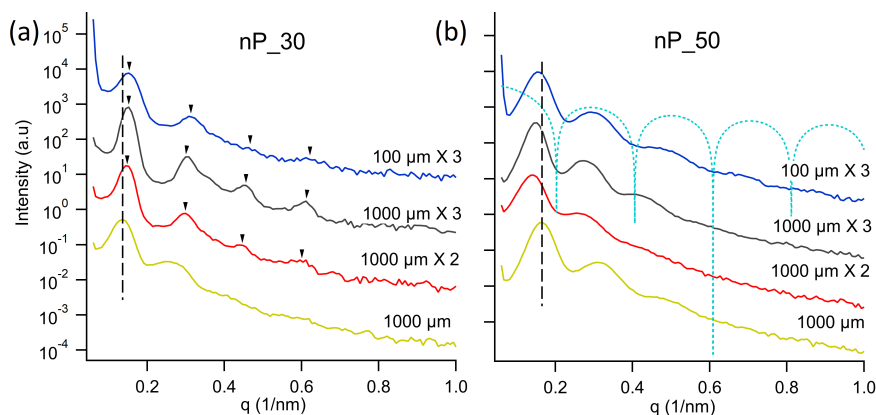 (a)
nP_30
10^5
10^4
10^3
10^2
10^1
10^0
10^-1
10^-2
10^-3
10^-4
Intensity (a.u)
100 μm X 3
1000 μm X 3
1000 μm X 2
1000 μm
0.2 0.4 0.6 0.8 1.0
q (1/nm)
(b)
nP_50
100 μm X 3
1000 μm X 3
1000 μm X 2
1000 μm
0.2 0.4 0.6 0.8 1.0
q (1/nm)